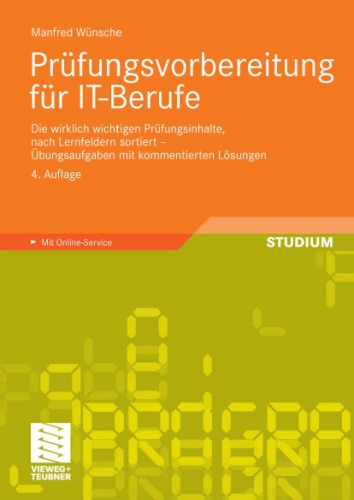 Manfred Wünsche
Prüfungsvorbereitung
für IT-Berufe
Die wirklich wichtigen Prüfungsinhalte,
nach Lernfeldern sortiert –
Übungsaufgaben mit kommentierten Lösungen
4. Auflage
Mit Online-Service
STUDIUM
VIEWEG+
TEUBNER